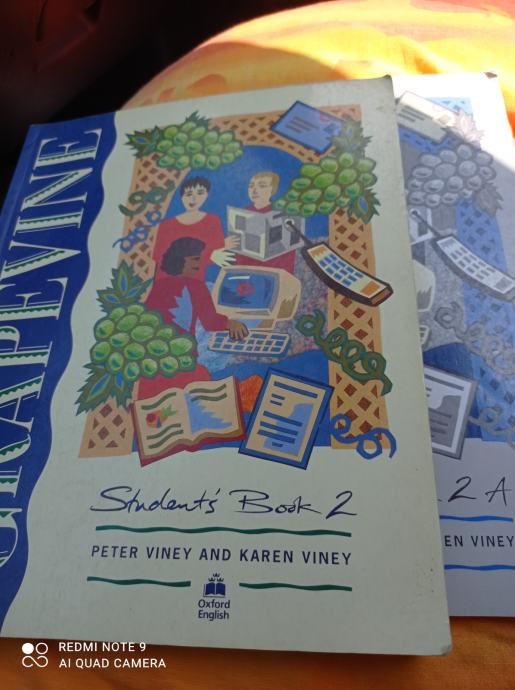 GRAPEVINE
Student's Book 2
PETER VINEY AND KAREN VINEY
Oxford
English
2 A
EN VINEY
REDMI NOTE 9
AI QUAD CAMERA